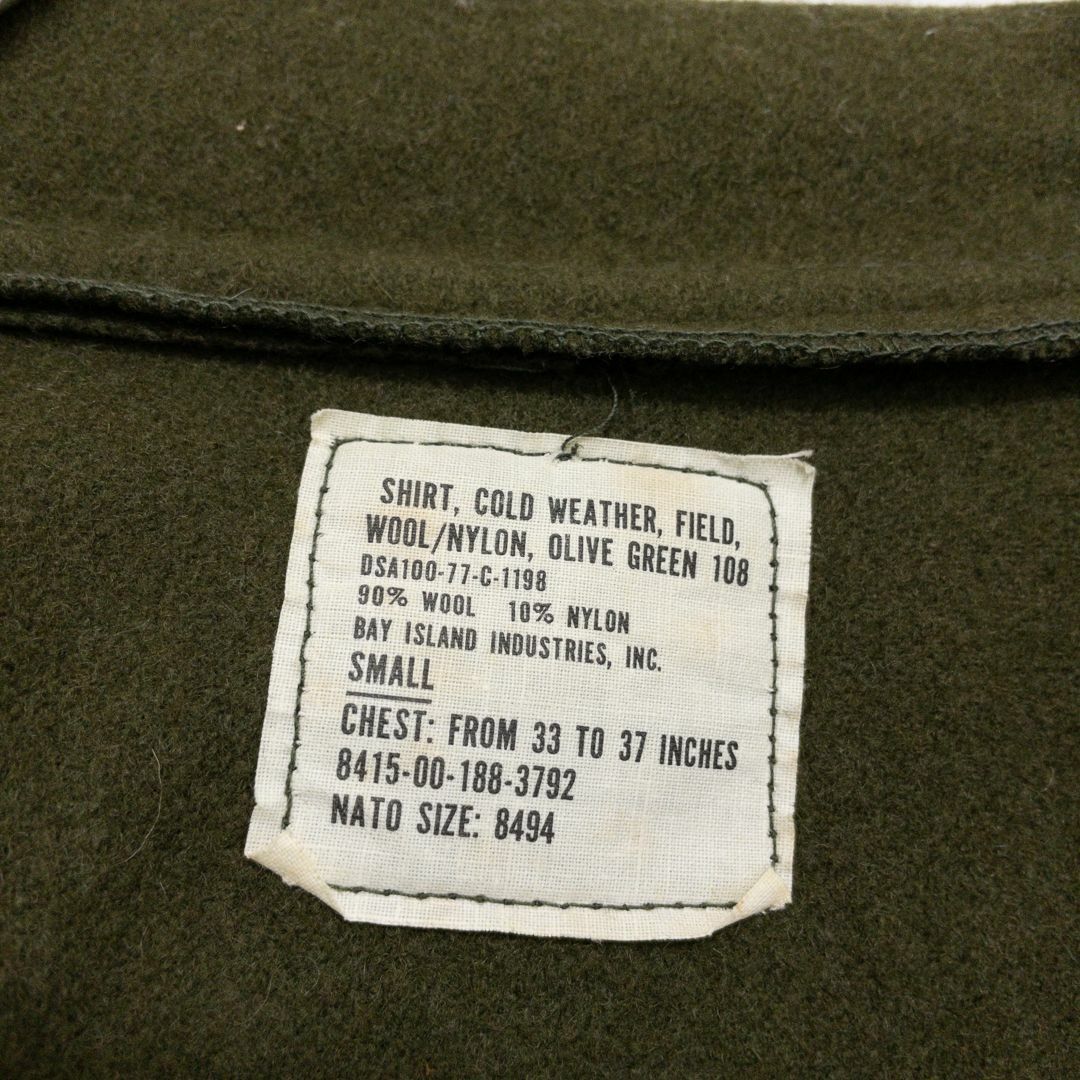 SHIRT, COLD WEATHER, FIELD,
WOOL/NYLON, OLIVE GREEN 108
DSA100-77-C-1198
90% WOOL 10% NYLON
BAY ISLAND INDUSTRIES, INC.
SMALL
CHEST: FROM 33 TO 37 INCHES
8415-00-188-3792
NATO SIZE: 8494